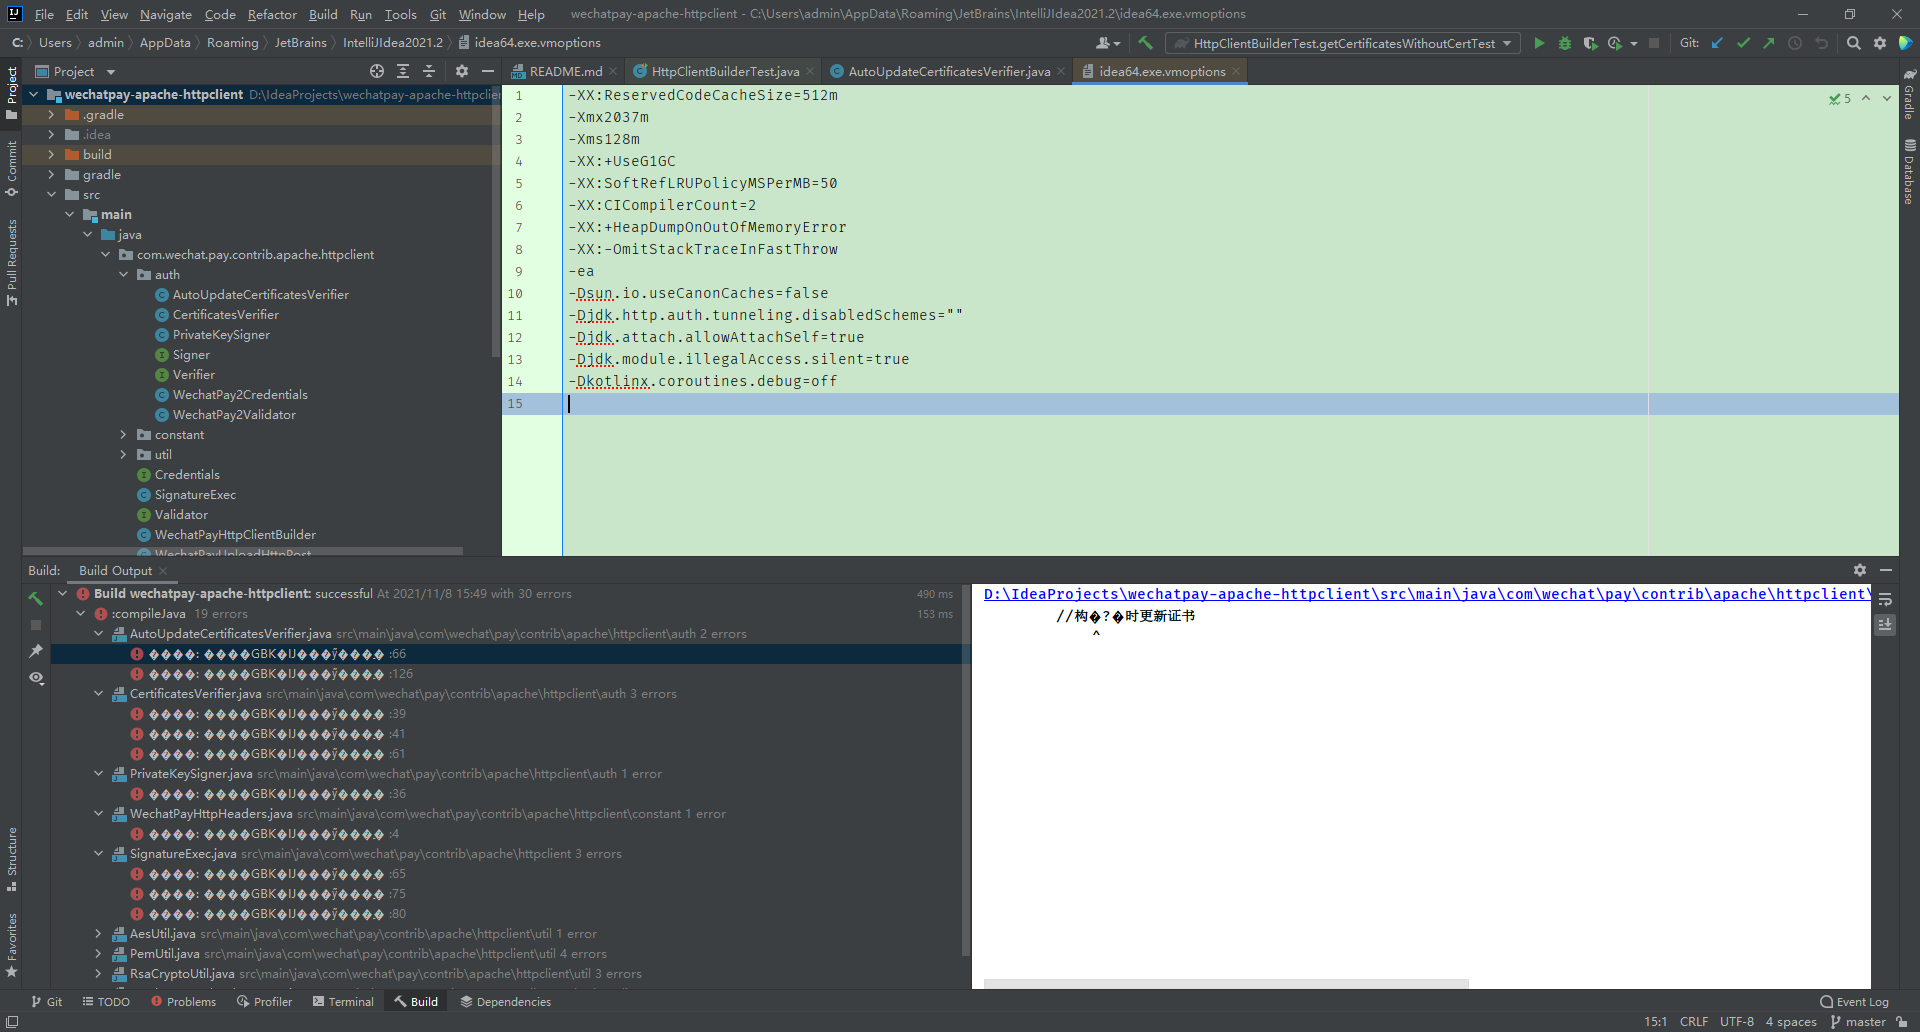 File Edit View Navigate Code Refactor Build Run Tools Git Window Help wechatpay-apache-httpclient - C:\Users\admin\AppData\Roaming\JetBrains\IntelliJIdea2021.2\idea64.exe.vmoptions
C: Users admin AppData Roaming JetBrains IntelliJIdea2021.2 idea64.exe.vmoptions HttpClientBuilderTest.getCertificatesWithoutCertTest Git:
Project README.md HttpClientBuilderTest.java AutoUpdateCertificatesVerifier.java idea64.exe.vmoptions
Project
Commit
Pull Requests
Structure
Favorites
wechatpay-apache-httpclient D:\IdeaProjects\wechatpay-apache-httpclie
.gradle
.idea
build
gradle
src
main
java
com.wechat.pay.contrib.apache.httpclient
auth
AutoUpdateCertificatesVerifier
CertificatesVerifier
PrivateKeySigner
Signer
Verifier
WechatPay2Credentials
WechatPay2Validator
constant
util
Credentials
SignatureExec
Validator
WechatPayHttpClientBuilder
WechatPayUploadHttpPost
1 -XX:ReservedCodeCacheSize=512m
2 -Xmx2037m
3 -Xms128m
4 -XX:+UseG1GC
5 -XX:SoftRefLRUPolicyMSPerMB=50
6 -XX:CICompilerCount=2
7 -XX:+HeapDumpOnOutOfMemoryError
8 -XX:-OmitStackTraceInFastThrow
9 -ea
10 -Dsun.io.useCanonCaches=false
11 -Djdk.http.auth.tunneling.disabledSchemes=""
12 -Djdk.attach.allowAttachSelf=true
13 -Djdk.module.illegalAccess.silent=true
14 -Dkotlinx.coroutines.debug=off
15
5
Gradle
Database
Build: Build Output
Build wechatpay-apache-httpclient: successful At 2021/11/8 15:49 with 30 errors 490 ms
:compileJava 19 errors 153 ms
AutoUpdateCertificatesVerifier.java src\main\java\com\wechat\pay\contrib\apache\httpclient\auth 2 errors
����: ����GBK�Ĳ���ӳ����ַ� :66
����: ����GBK�Ĳ���ӳ����ַ� :126
CertificatesVerifier.java src\main\java\com\wechat\pay\contrib\apache\httpclient\auth 3 errors
����: ����GBK�Ĳ���ӳ����ַ� :39
����: ����GBK�Ĳ���ӳ����ַ� :41
����: ����GBK�Ĳ���ӳ����ַ� :61
PrivateKeySigner.java src\main\java\com\wechat\pay\contrib\apache\httpclient\auth 1 error
����: ����GBK�Ĳ���ӳ����ַ� :36
WechatPayHttpHeaders.java src\main\java\com\wechat\pay\contrib\apache\httpclient\constant 1 error
����: ����GBK�Ĳ���ӳ����ַ� :4
SignatureExec.java src\main\java\com\wechat\pay\contrib\apache\httpclient 3 errors
����: ����GBK�Ĳ���ӳ����ַ� :65
����: ����GBK�Ĳ���ӳ����ַ� :75
����: ����GBK�Ĳ���ӳ����ַ� :80
AesUtil.java src\main\java\com\wechat\pay\contrib\apache\httpclient\util 1 error
PemUtil.java src\main\java\com\wechat\pay\contrib\apache\httpclient\util 4 errors
RsaCryptoUtil.java src\main\java\com\wechat\pay\contrib\apache\httpclient\util 3 errors
D:\IdeaProjects\wechatpay-apache-httpclient\src\main\java\com\wechat\pay\contrib\apache\httpclient\
//构�?�时更新证书
^
Git TODO Problems Profiler Terminal Build Dependencies Event Log
15:1 CRLF UTF-8 4 spaces master